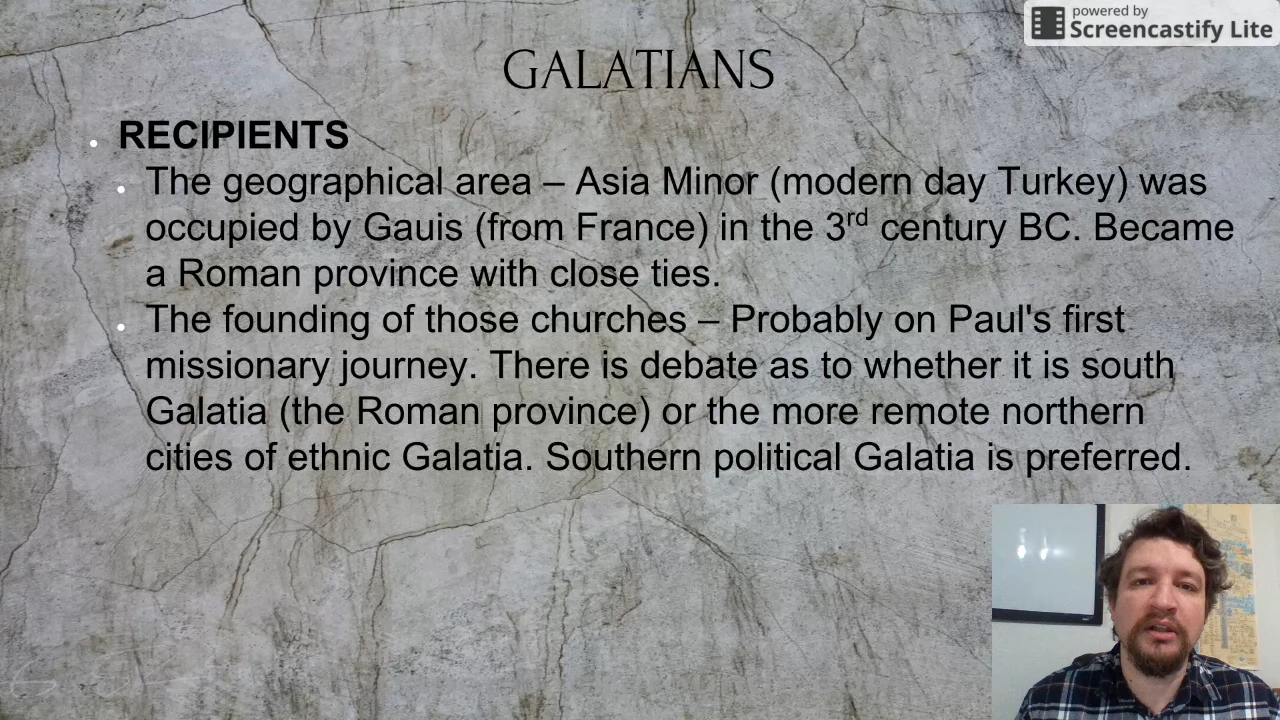 powered by
Screencastify Lite
GALATIANS
RECIPIENTS
The geographical area – Asia Minor (modern day Turkey) was
occupied by Gauis (from France) in the 3rd century BC. Became
a Roman province with close ties.
The founding of those churches – Probably on Paul's first
missionary journey. There is debate as to whether it is south
Galatia (the Roman province) or the more remote northern
cities of ethnic Galatia. Southern political Galatia is preferred.